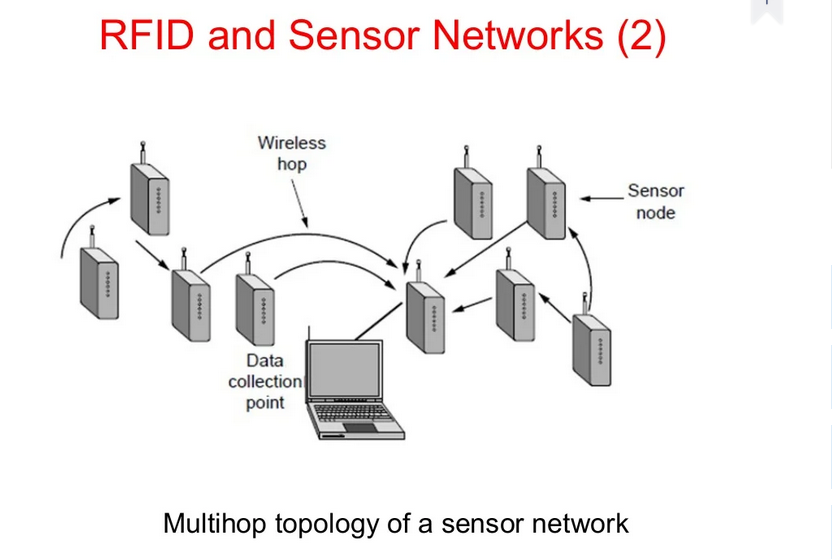 RFID and Sensor Networks (2)
Wireless
hop
Sensor
node
Data
collection
point
Multihop topology of a sensor network